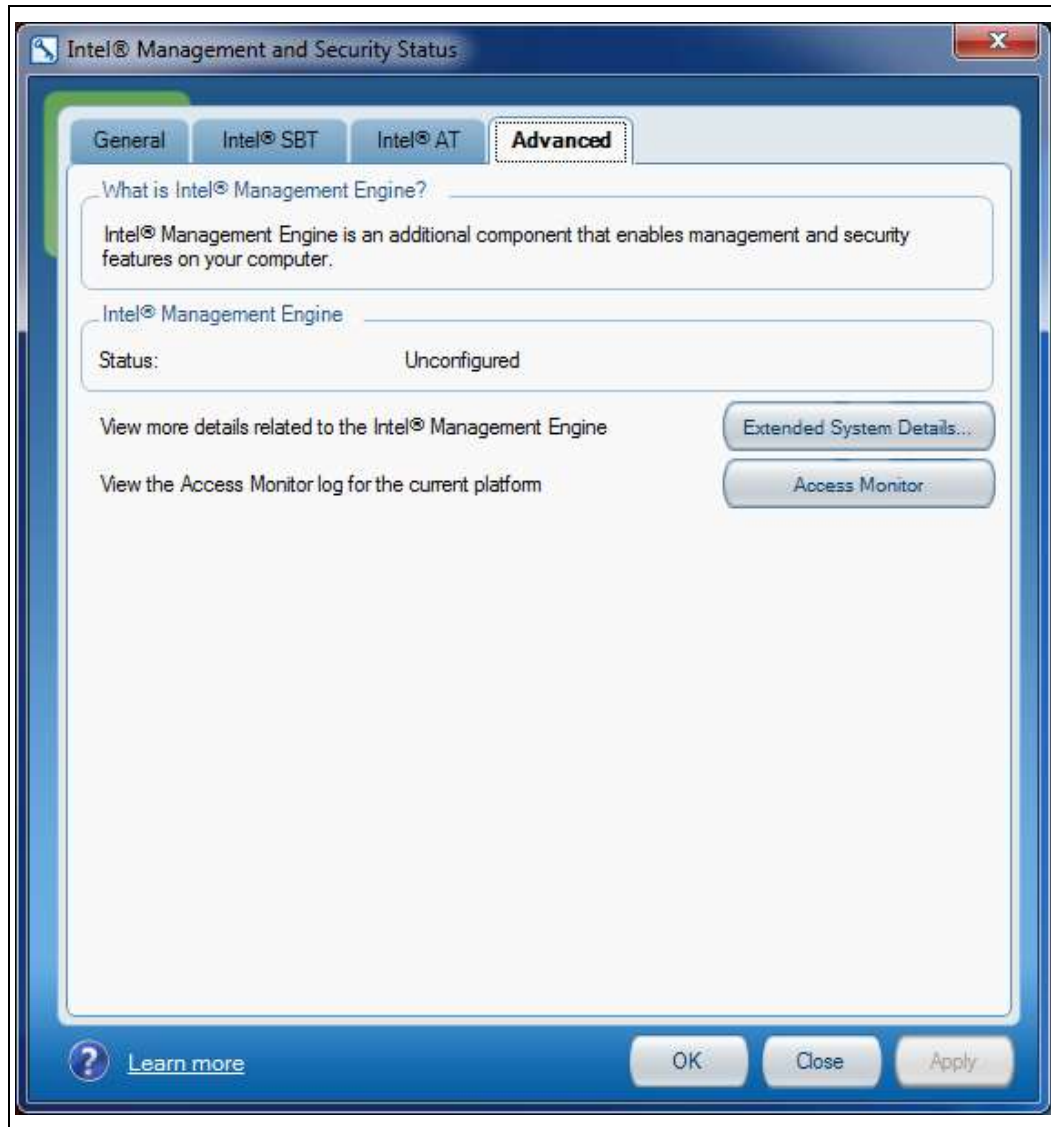 Intel® Management and Security Status
General Intel® SBT Intel® AT Advanced
What is Intel® Management Engine?
Intel® Management Engine is an additional component that enables management and security
features on your computer.
Intel® Management Engine
Status: Unconfigured
View more details related to the Intel® Management Engine Extended System Details...
View the Access Monitor log for the current platform Access Monitor
? Learn more OK Close Apply